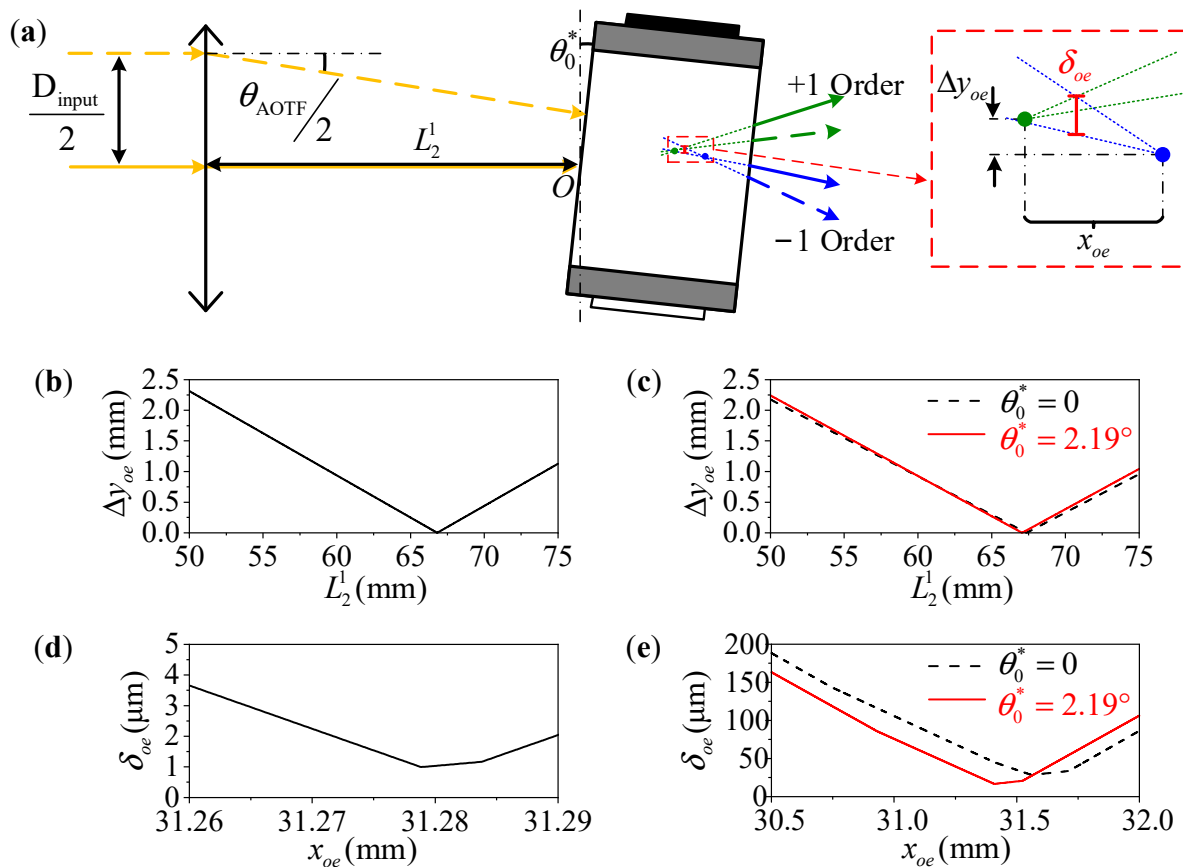 (a)
D_input/2
θ_AOTF/2
L_2^1
O
θ_0^*
+1 Order
−1 Order
Δy_oe
δ_oe
x_oe
(b)
Δy_oe (mm)
2.5
2.0
1.5
1.0
0.5
0.0
50 55 60 65 70 75
L_2^1 (mm)
(c)
Δy_oe (mm)
2.5
2.0
1.5
1.0
0.5
0.0
θ_0^* = 0
θ_0^* = 2.19°
50 55 60 65 70 75
L_2^1 (mm)
(d)
δ_oe (μm)
5
4
3
2
1
0
31.26 31.27 31.28 31.29
x_oe (mm)
(e)
δ_oe (μm)
200
150
100
50
0
θ_0^* = 0
θ_0^* = 2.19°
30.5 31.0 31.5 32.0
x_oe (mm)